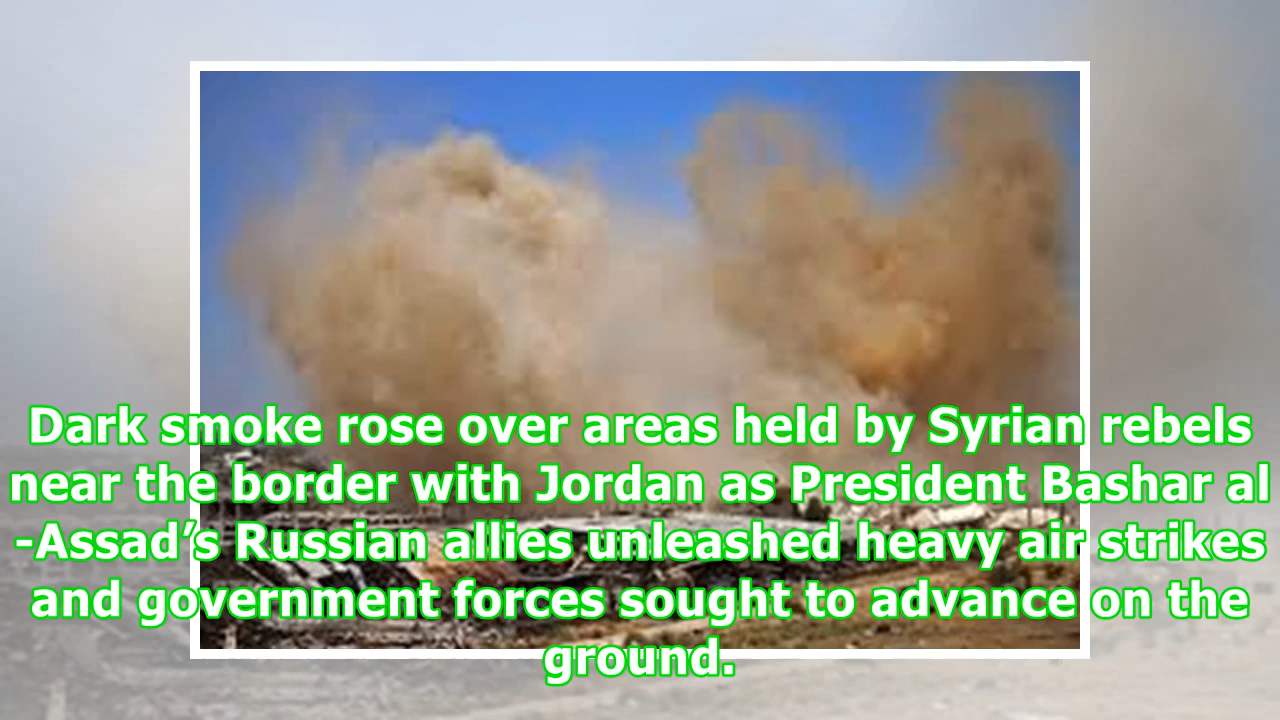 Dark smoke rose over areas held by Syrian rebels
near the border with Jordan as President Bashar al
-Assad’s Russian allies unleashed heavy air strikes
and government forces sought to advance on the
ground.